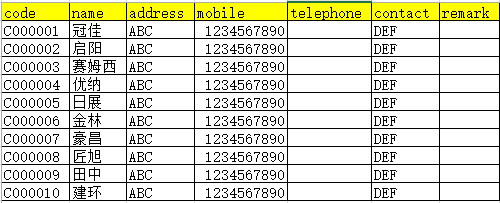 code name address mobile telephone contact remark
C000001 冠佳 ABC 1234567890 DEF
C000002 启阳 ABC 1234567890 DEF
C000003 赛姆西 ABC 1234567890 DEF
C000004 优纳 ABC 1234567890 DEF
C000005 日展 ABC 1234567890 DEF
C000006 金林 ABC 1234567890 DEF
C000007 豪昌 ABC 1234567890 DEF
C000008 匠旭 ABC 1234567890 DEF
C000009 田中 ABC 1234567890 DEF
C000010 建环 ABC 1234567890 DEF